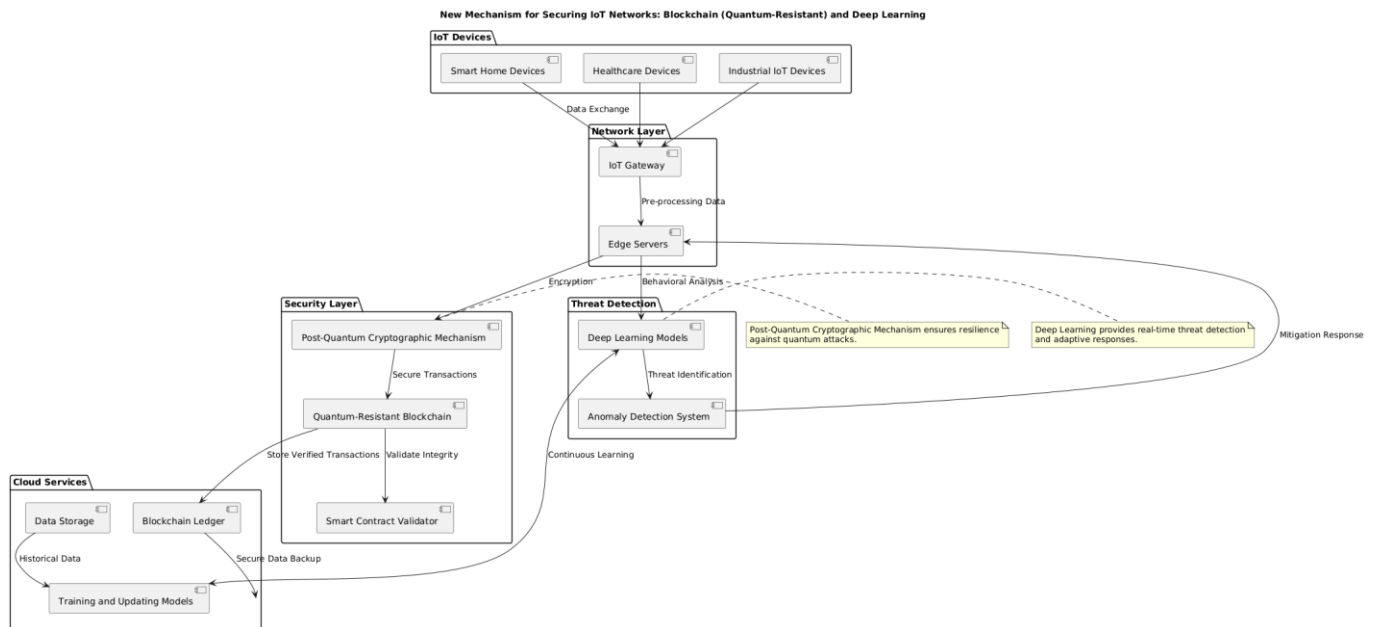 New Mechanism for Securing IoT Networks: Blockchain (Quantum-Resistant) and Deep Learning
IoT Devices
Smart Home Devices
Healthcare Devices
Industrial IoT Devices
Data Exchange
Network Layer
IoT Gateway
Pre-processing Data
Edge Servers
Encryption
Behavioral Analysis
Security Layer
Threat Detection
Post-Quantum Cryptographic Mechanism
Deep Learning Models
Post-Quantum Cryptographic Mechanism ensures resilience
against quantum attacks.
Deep Learning provides real-time threat detection
and adaptive responses.
Mitigation Response
Secure Transactions
Threat Identification
Quantum-Resistant Blockchain
Anomaly Detection System
Store Verified Transactions
Validate Integrity
Continuous Learning
Cloud Services
Data Storage
Blockchain Ledger
Smart Contract Validator
Historical Data
Secure Data Backup
Training and Updating Models